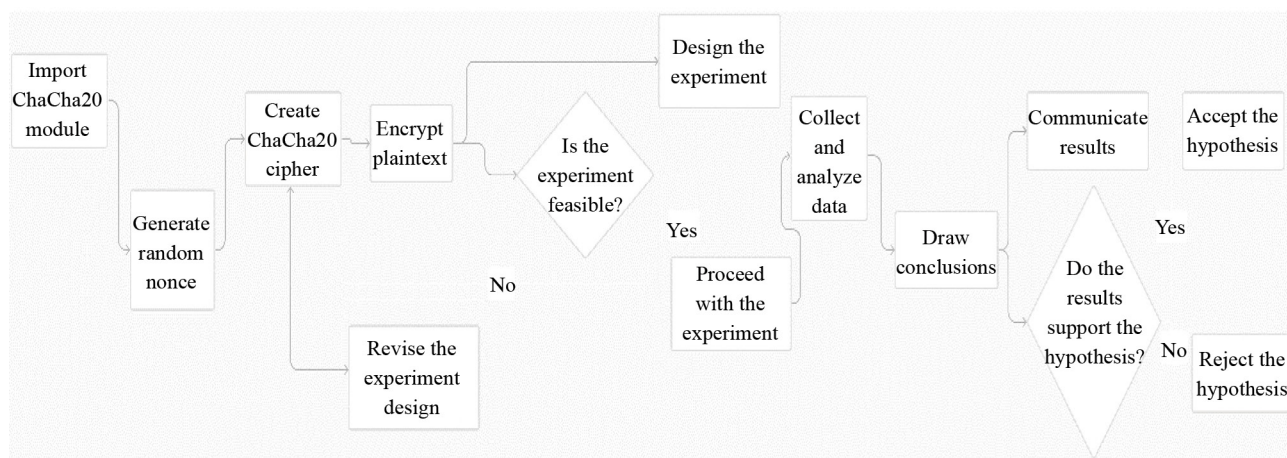 Import
ChaCha20
module
Generate
random
nonce
Create
ChaCha20
cipher
Encrypt
plaintext
Is the
experiment
feasible?
No
Revise the
experiment
design
Design the
experiment
Yes
Proceed
with the
experiment
Collect
and
analyze
data
Draw
conclusions
Communicate
results
Do the
results
support the
hypothesis?
Yes
Accept the
hypothesis
No
Reject the
hypothesis